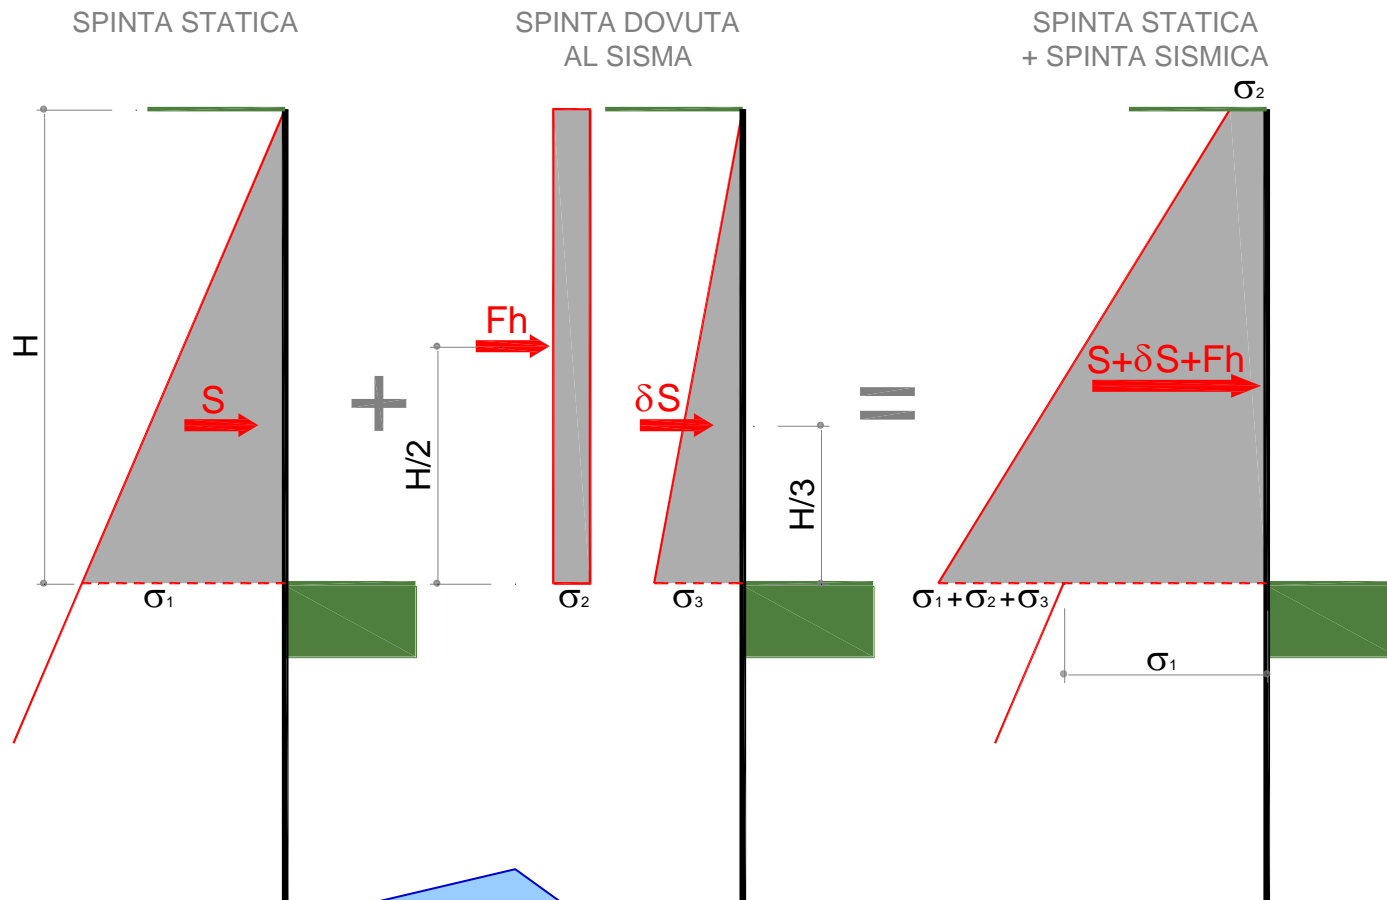 SPINTA STATICA
SPINTA DOVUTA
AL SISMA
SPINTA STATICA
+ SPINTA SISMICA
σ2
H
S
+
Fh
H/2
δS
H/3
=
S+δS+Fh
σ1
σ2
σ3
σ1+σ2+σ3
σ1